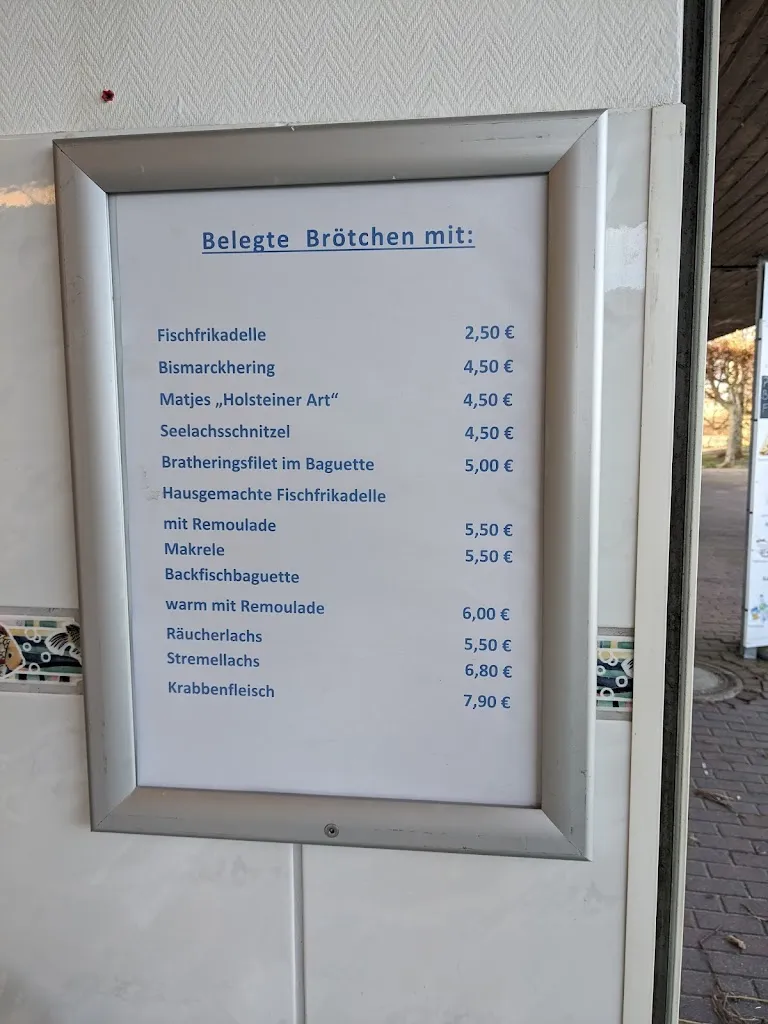 Belegte Brötchen mit:
Fischfrikadelle 2,50 €
Bismarckhering 4,50 €
Matjes „Holsteiner Art“ 4,50 €
Seelachsschnitzel 4,50 €
Bratheringsfilet im Baguette 5,00 €
Hausgemachte Fischfrikadelle
mit Remoulade 5,50 €
Makrele 5,50 €
Backfischbaguette
warm mit Remoulade 6,00 €
Räucherlachs 5,50 €
Stremellachs 6,80 €
Krabbenfleisch 7,90 €